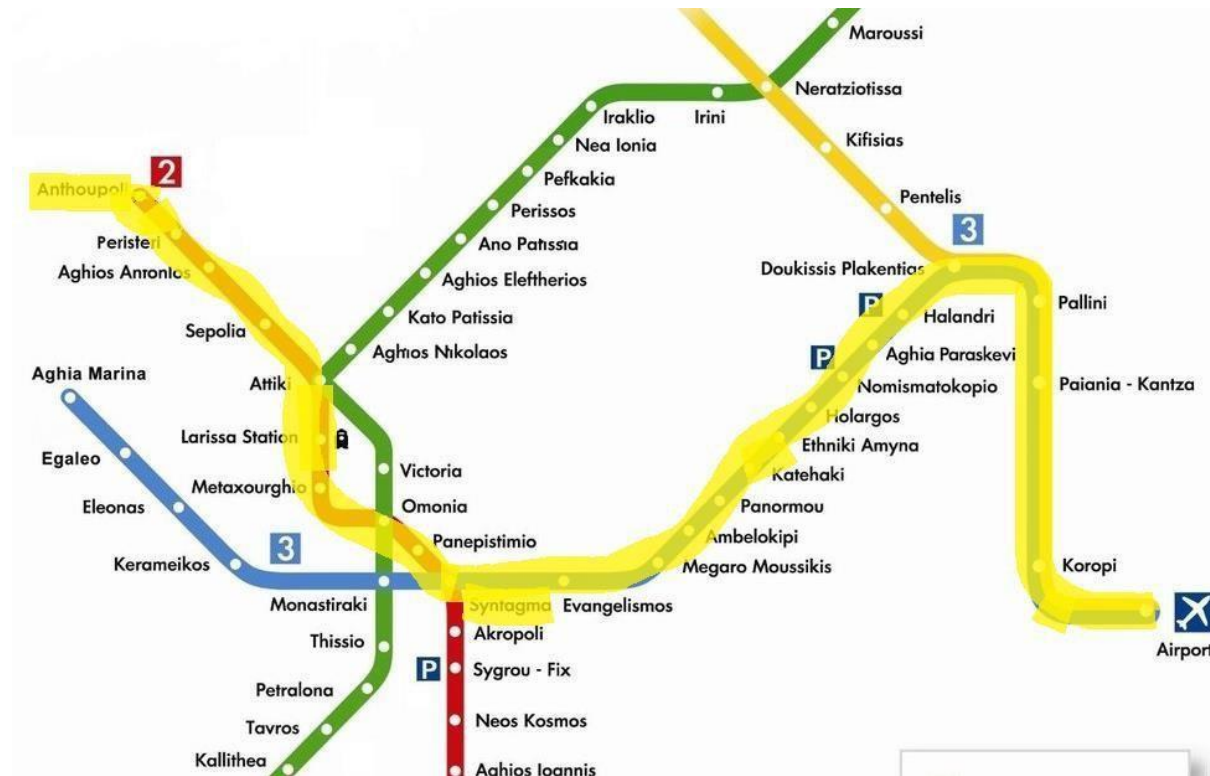 Maroussi
Neratziotissa
Iraklio
Irini
Nea Ionia
Kifisias
Pefkakia
2
Anthoupoli
Pentelis
Perissos
3
Peristeri
Ano Patissia
Aghios Antonios
Doukissis Plakentias
Aghios Eleftherios
P
Pallini
Halandri
Kato Patissia
Sepolia
Aghios Nikolaos
P
Aghia Paraskevi
Aghia Marina
Attiki
Nomismatokopio
Paiania - Kantza
Holargos
Larissa Station
Ethniki Amyna
Egaleo
Victoria
Katehaki
Metaxourghio
Eleonas
Omonia
Panormou
Panepistimio
Ambelokipi
3
Kerameikos
Megaro Moussikis
Koropi
Monastiraki
Syntagma
Evangelismos
Thissio
Akropoli
Airport
P
Sygrou - Fix
Petralona
Neos Kosmos
Tavros
Kallithea
Aghios Ioannis